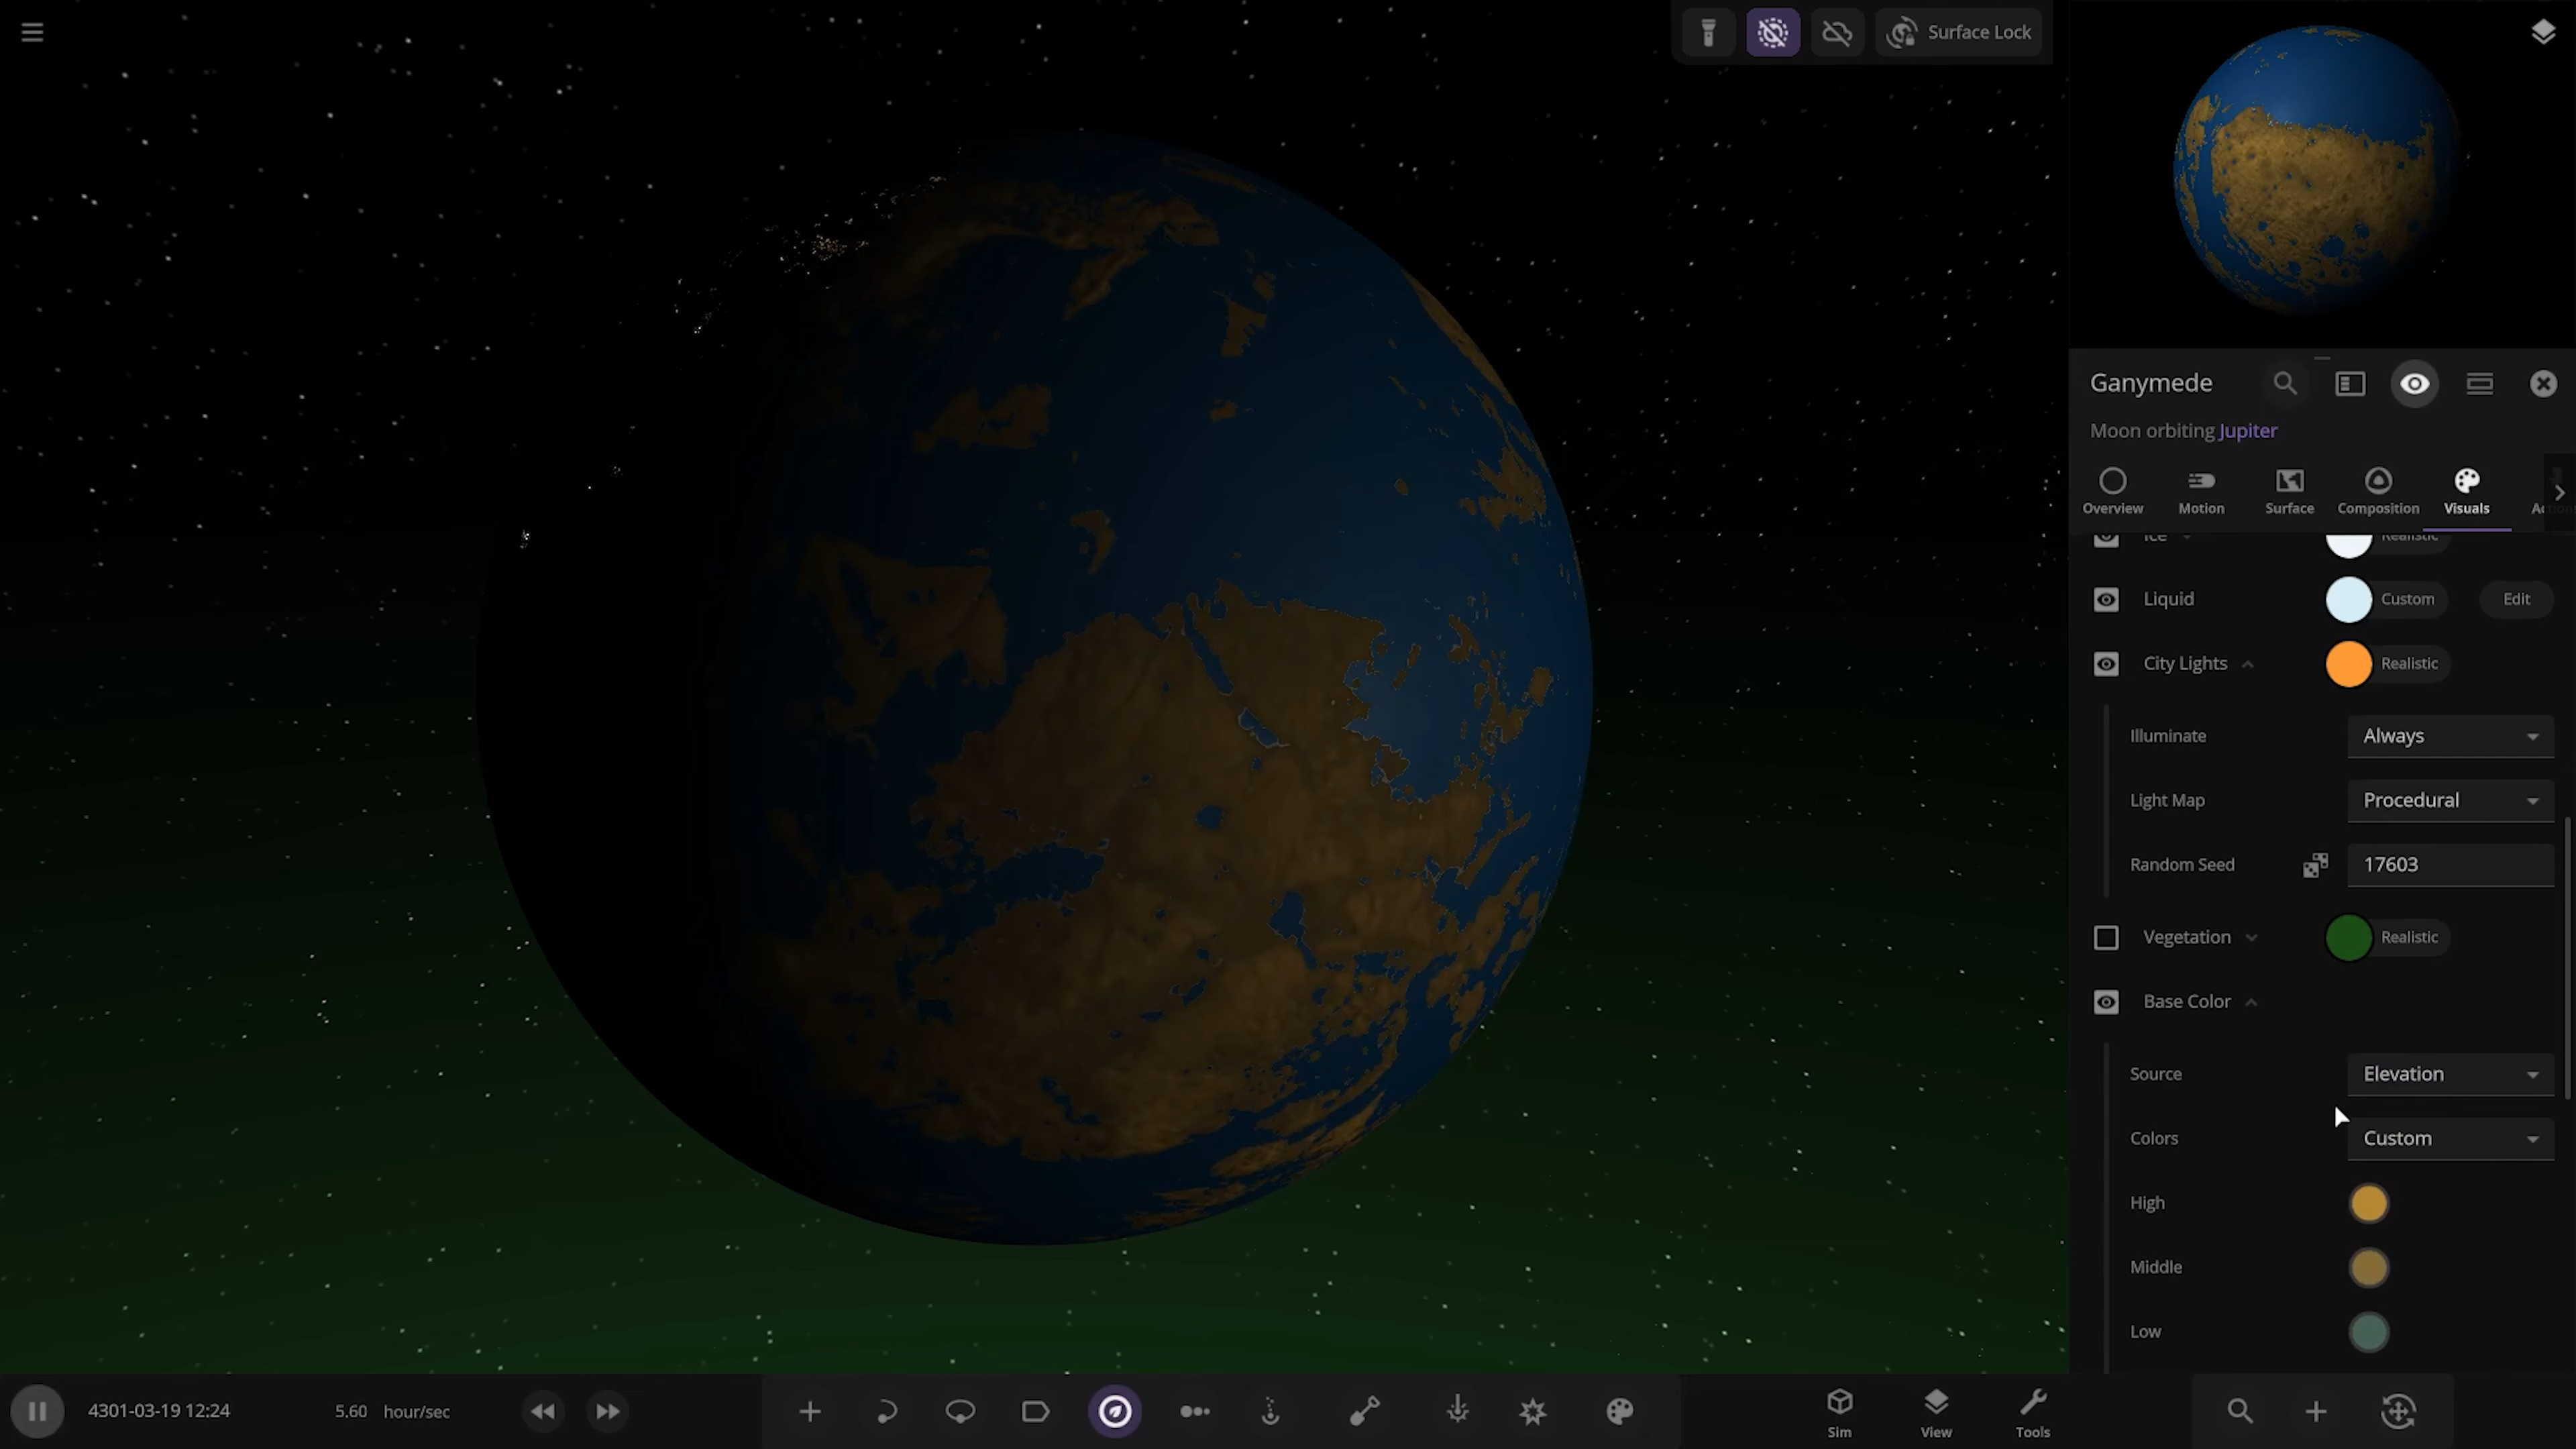 Surface Lock
Ganymede
Moon orbiting Jupiter
Overview
Motion
Surface
Composition
Visuals
Ice
Realistic
Liquid
Custom
Edit
City Lights
Realistic
Illuminate
Always
Light Map
Procedural
Random Seed
17603
Vegetation
Realistic
Base Color
Source
Elevation
Colors
Custom
High
Middle
Low
4301-03-19 12:24
5.60 hour/sec
Sim
View
Tools